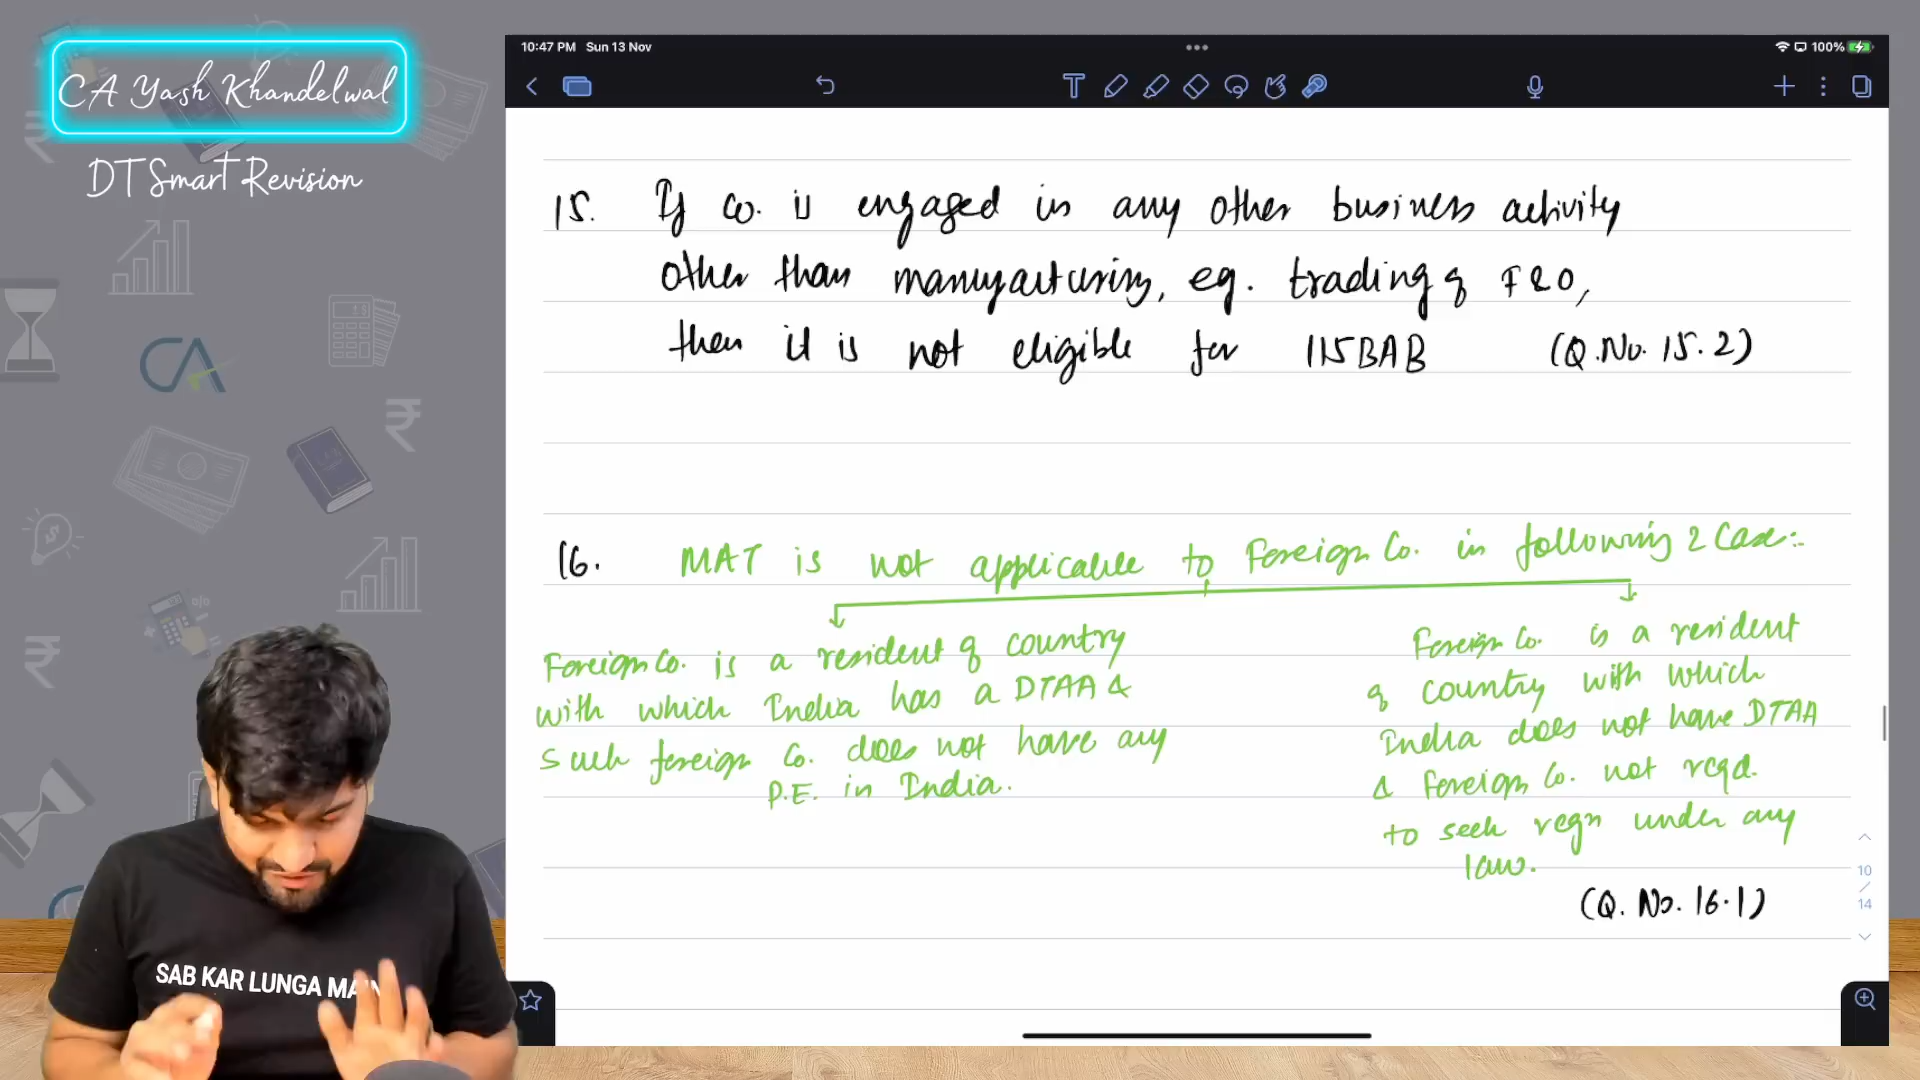 CA Yash Khandelwal
DT Smart Revision
10:47 PM Sun 13 Nov
100%
15. If Co. is engaged in any other business activity
other than manufacturing, eg. trading of F&O,
then it is not eligible for 115BAB (Q.No. 15.2)
16. MAT is not applicable to Foreign Co. in following 2 Case:-
Foreign Co. is a resident of country
with which India has a DTAA &
such foreign Co. does not have any
P.E. in India.
Foreign Co. is a resident
of country with which
India does not have DTAA
& Foreign Co. not reqd.
to seek regn under any
law.
(Q. No. 16.1)
10
14
SAB KAR LUNGA MAIN
CA